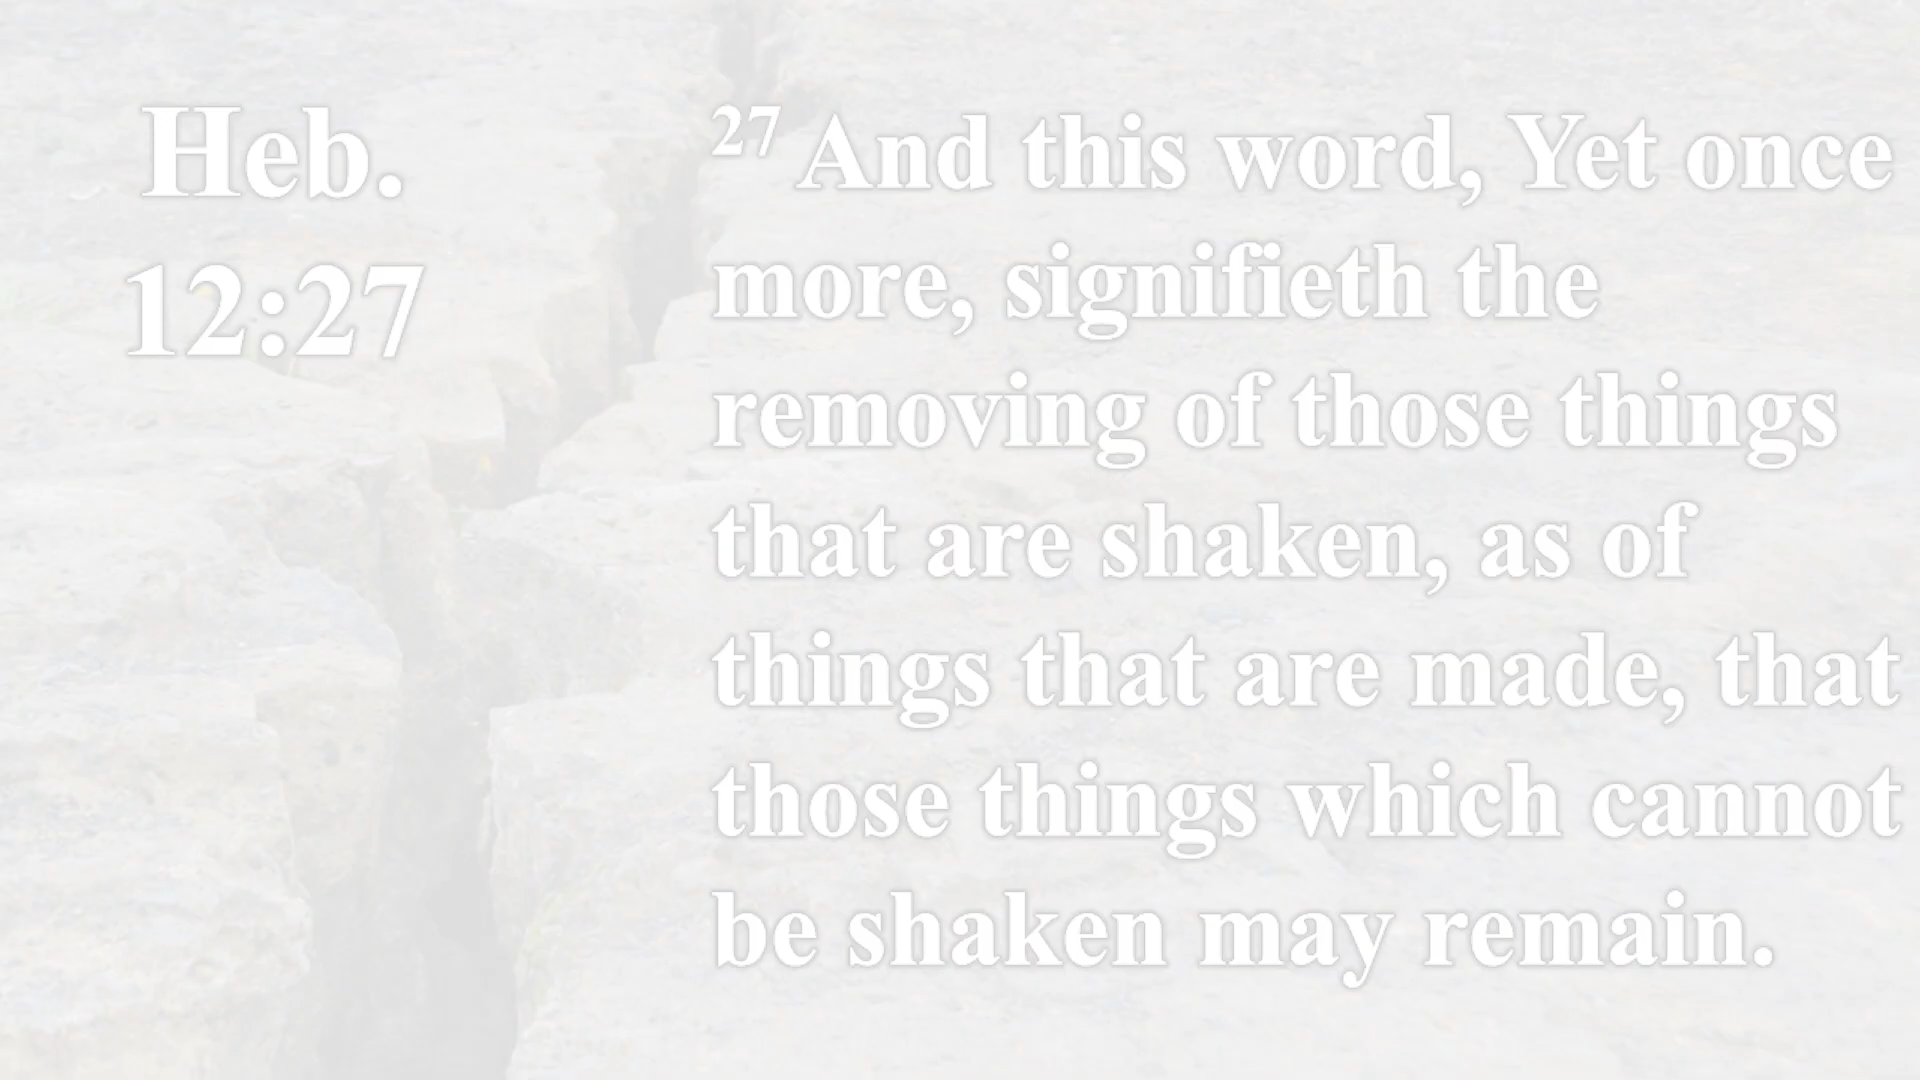 Heb.
12:27
27 And this word, Yet once
more, signifieth the
removing of those things
that are shaken, as of
things that are made, that
those things which cannot
be shaken may remain.